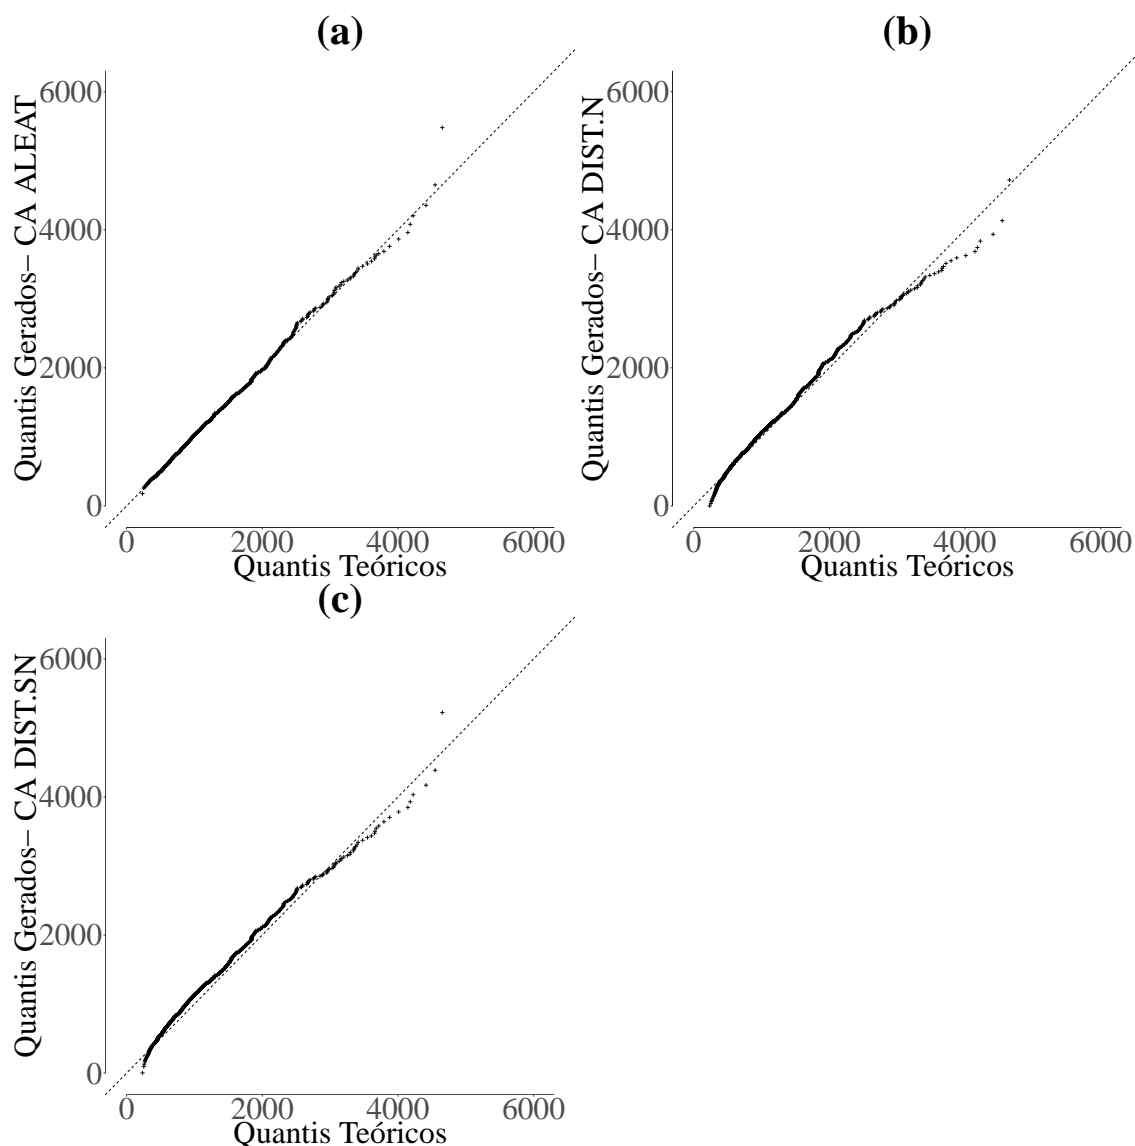 (a)
6000
4000
2000
0
Quantis Gerados– CA ALEAT
0 2000 4000 6000
Quantis Teóricos
(b)
6000
4000
2000
0
Quantis Gerados– CA DIST.N
0 2000 4000 6000
Quantis Teóricos
(c)
6000
4000
2000
0
Quantis Gerados– CA DIST.SN
0 2000 4000 6000
Quantis Teóricos